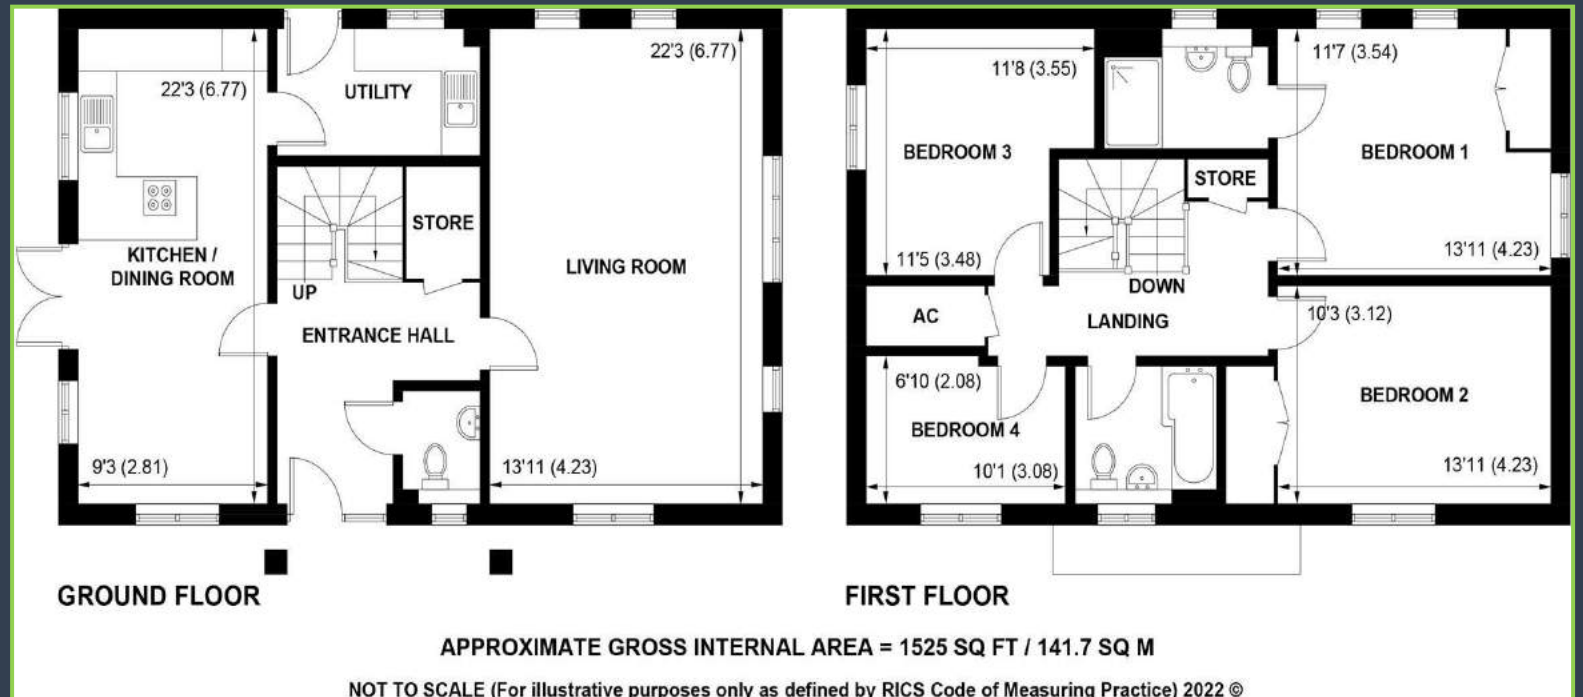 22'3 (6.77)
UTILITY
22'3 (6.77)
STORE
KITCHEN /
DINING ROOM
LIVING ROOM
UP
ENTRANCE HALL
9'3 (2.81)
13'11 (4.23)
GROUND FLOOR
11'8 (3.55)
11'7 (3.54)
BEDROOM 3
BEDROOM 1
STORE
11'5 (3.48)
13'11 (4.23)
DOWN
AC
LANDING
10'3 (3.12)
6'10 (2.08)
BEDROOM 2
BEDROOM 4
10'1 (3.08)
13'11 (4.23)
FIRST FLOOR
APPROXIMATE GROSS INTERNAL AREA = 1525 SQ FT / 141.7 SQ M
NOT TO SCALE (For illustrative purposes only as defined by RICS Code of Measuring Practice) 2022 ©